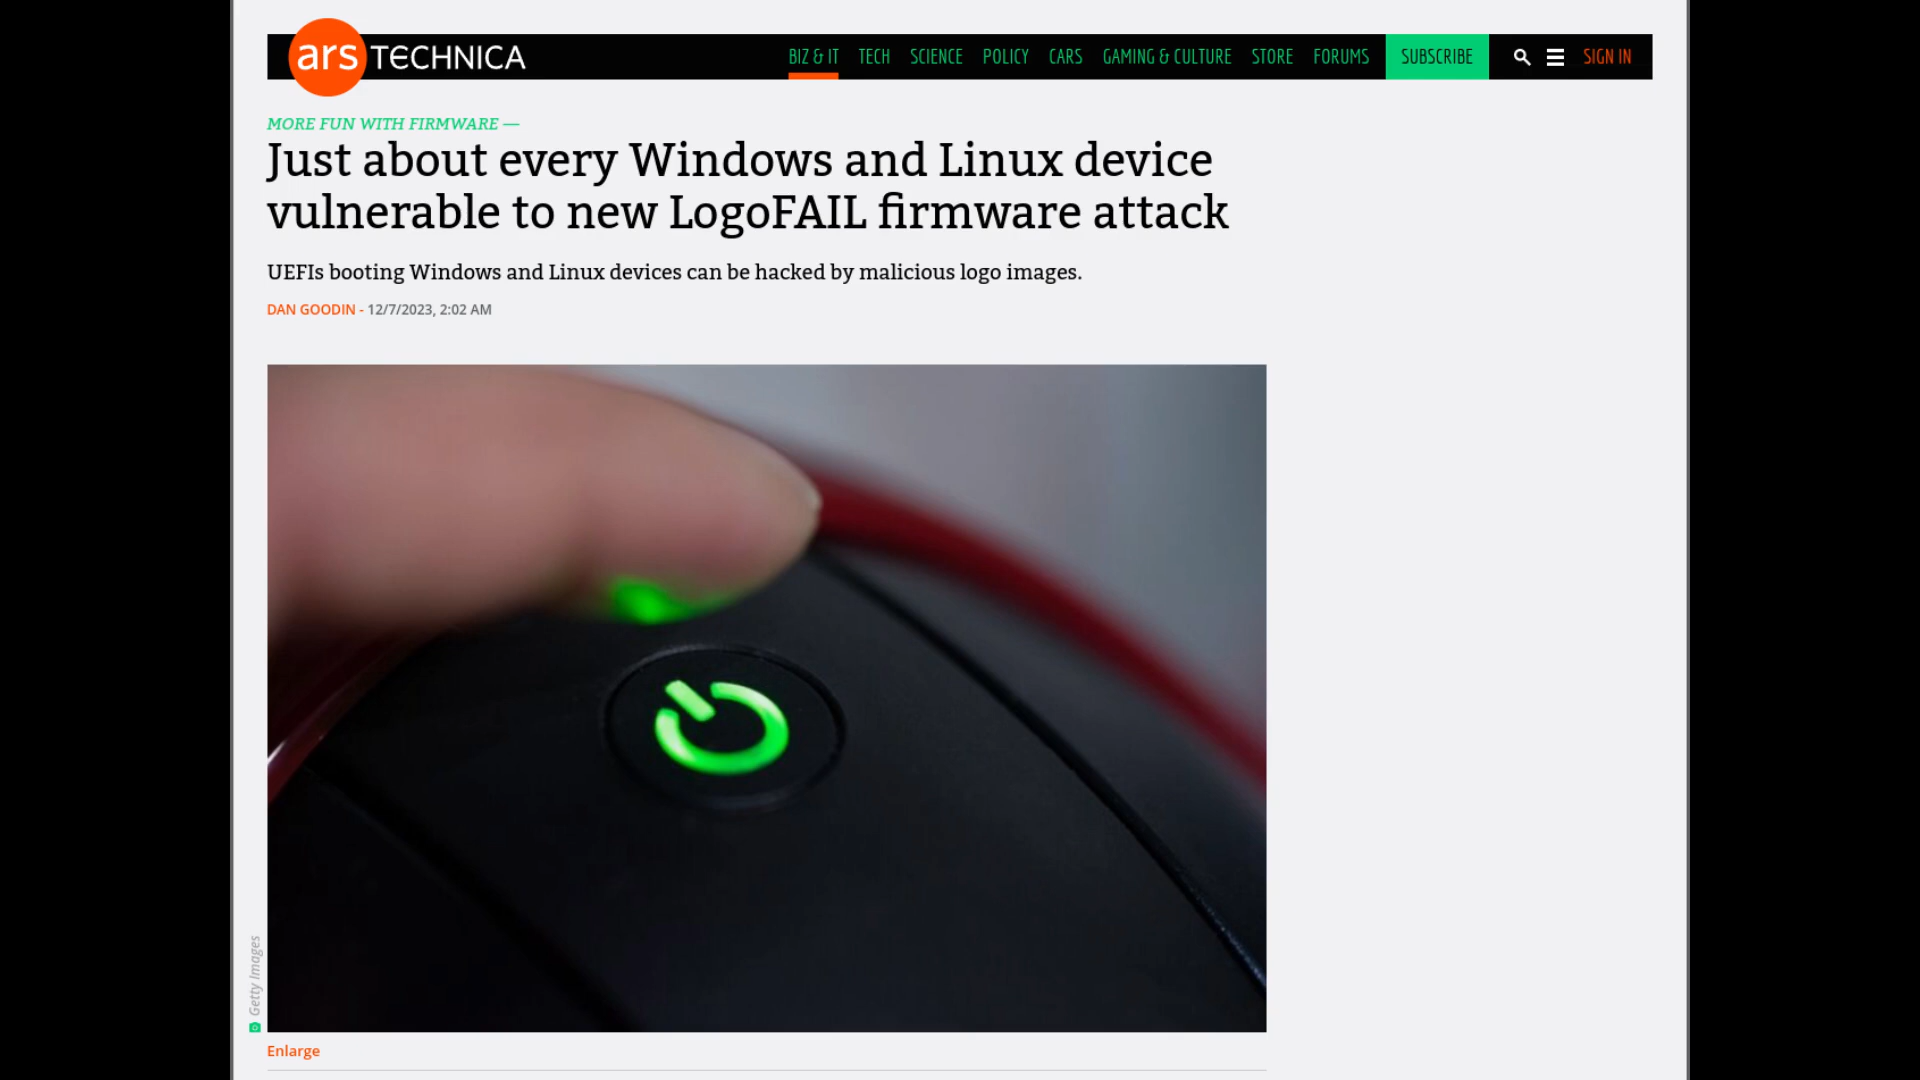 ars TECHNICA
BIZ & IT TECH SCIENCE POLICY CARS GAMING & CULTURE STORE FORUMS SUBSCRIBE SIGN IN
MORE FUN WITH FIRMWARE —
Just about every Windows and Linux device
vulnerable to new LogoFAIL firmware attack
UEFIs booting Windows and Linux devices can be hacked by malicious logo images.
DAN GOODIN - 12/7/2023, 2:02 AM
Getty Images
Enlarge